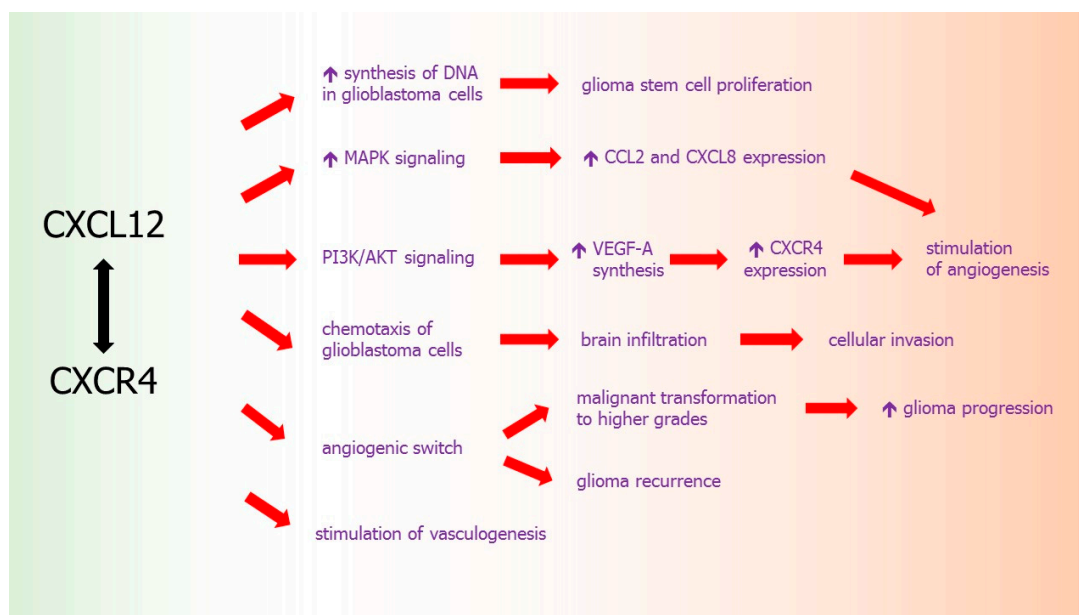 CXCL12
CXCR4
↑ synthesis of DNA
in glioblastoma cells
glioma stem cell proliferation
↑ MAPK signaling
↑ CCL2 and CXCL8 expression
PI3K/AKT signaling
↑ VEGF-A
synthesis
↑ CXCR4
expression
stimulation
of angiogenesis
chemotaxis of
glioblastoma cells
brain infiltration
cellular invasion
angiogenic switch
malignant transformation
to higher grades
↑ glioma progression
glioma recurrence
stimulation of vasculogenesis